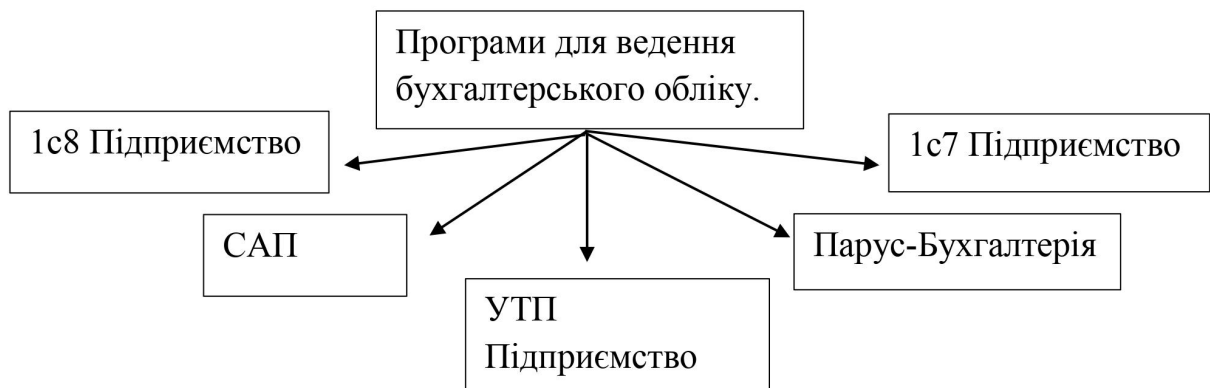 Програми для ведення
бухгалтерського обліку.
1с8 Підприємство
1с7 Підприємство
САП
Парус-Бухгалтерія
УТП
Підприємство